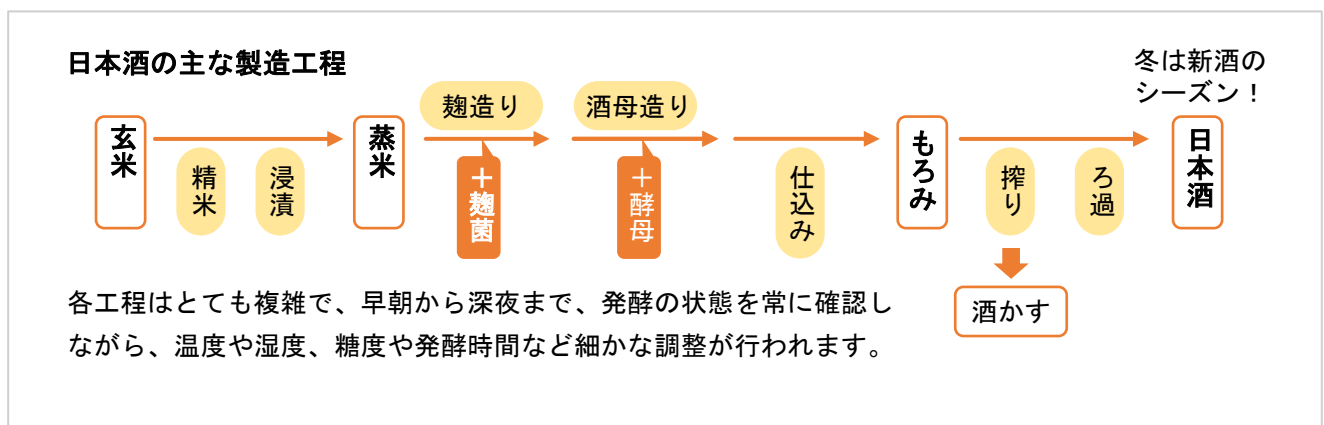 日本酒の主な製造工程
冬は新酒の
シーズン！
玄米
精米
浸漬
蒸米
麹造り
＋麹菌
酒母造り
＋酵母
仕込み
もろみ
搾り
ろ過
日本酒
酒かす
各工程はとても複雑で、早朝から深夜まで、発酵の状態を常に確認し
ながら、温度や湿度、糖度や発酵時間など細かな調整が行われます。